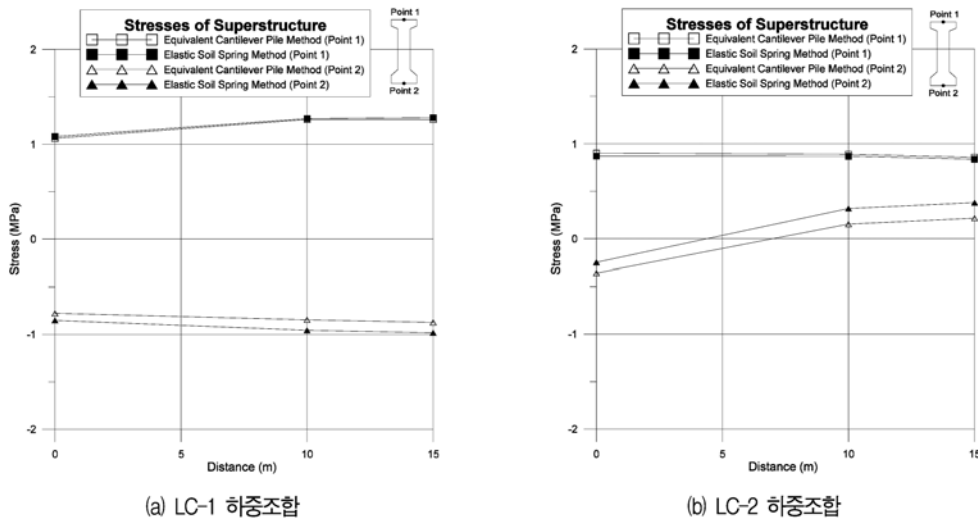 Stresses of Superstructure
Equivalent Cantilever Pile Method (Point 1)
Elastic Soil Spring Method (Point 1)
Equivalent Cantilever Pile Method (Point 2)
Elastic Soil Spring Method (Point 2)
Point 1
Point 2
2
1
0
-1
-2
Stress (MPa)
0
5
10
15
Distance (m)
(a) LC-1 하중조합
Stresses of Superstructure
Equivalent Cantilever Pile Method (Point 1)
Elastic Soil Spring Method (Point 1)
Equivalent Cantilever Pile Method (Point 2)
Elastic Soil Spring Method (Point 2)
Point 1
Point 2
2
1
0
-1
-2
Stress (MPa)
0
5
10
15
Distance (m)
(b) LC-2 하중조합